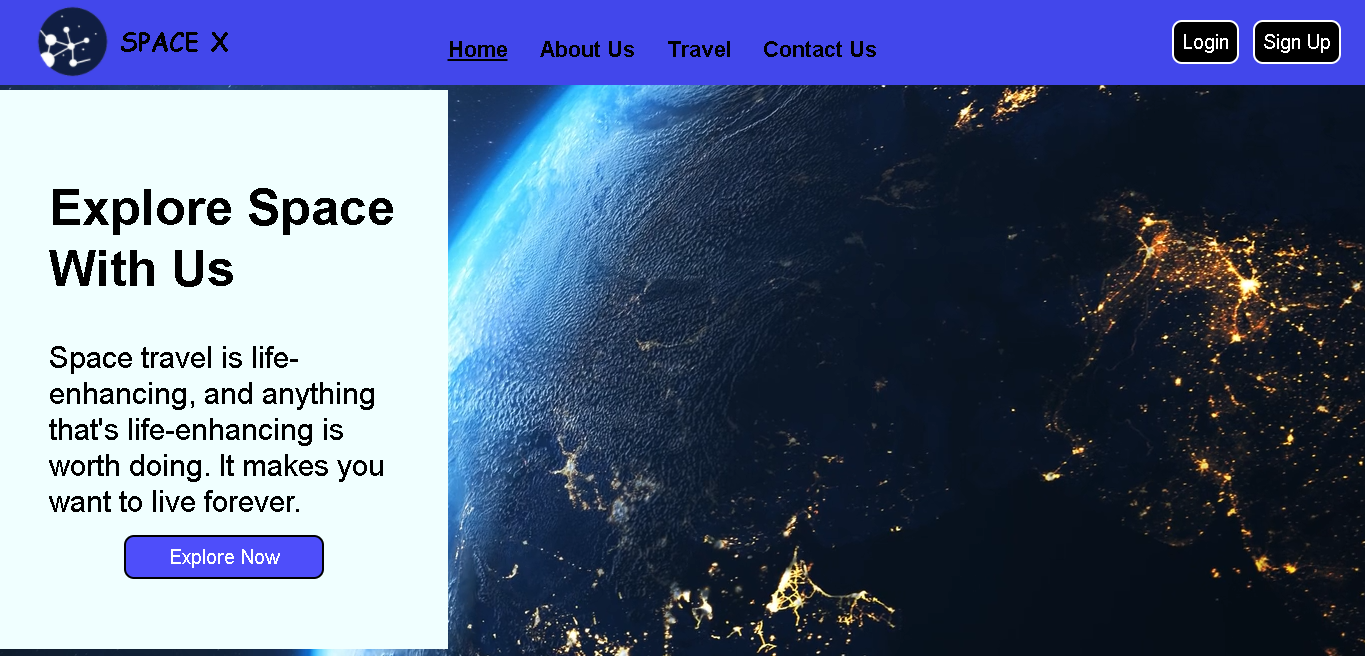 SPACE X
Home
About Us
Travel
Contact Us
Login
Sign Up
Explore Space
With Us
Space travel is life-
enhancing, and anything
that's life-enhancing is
worth doing. It makes you
want to live forever.
Explore Now